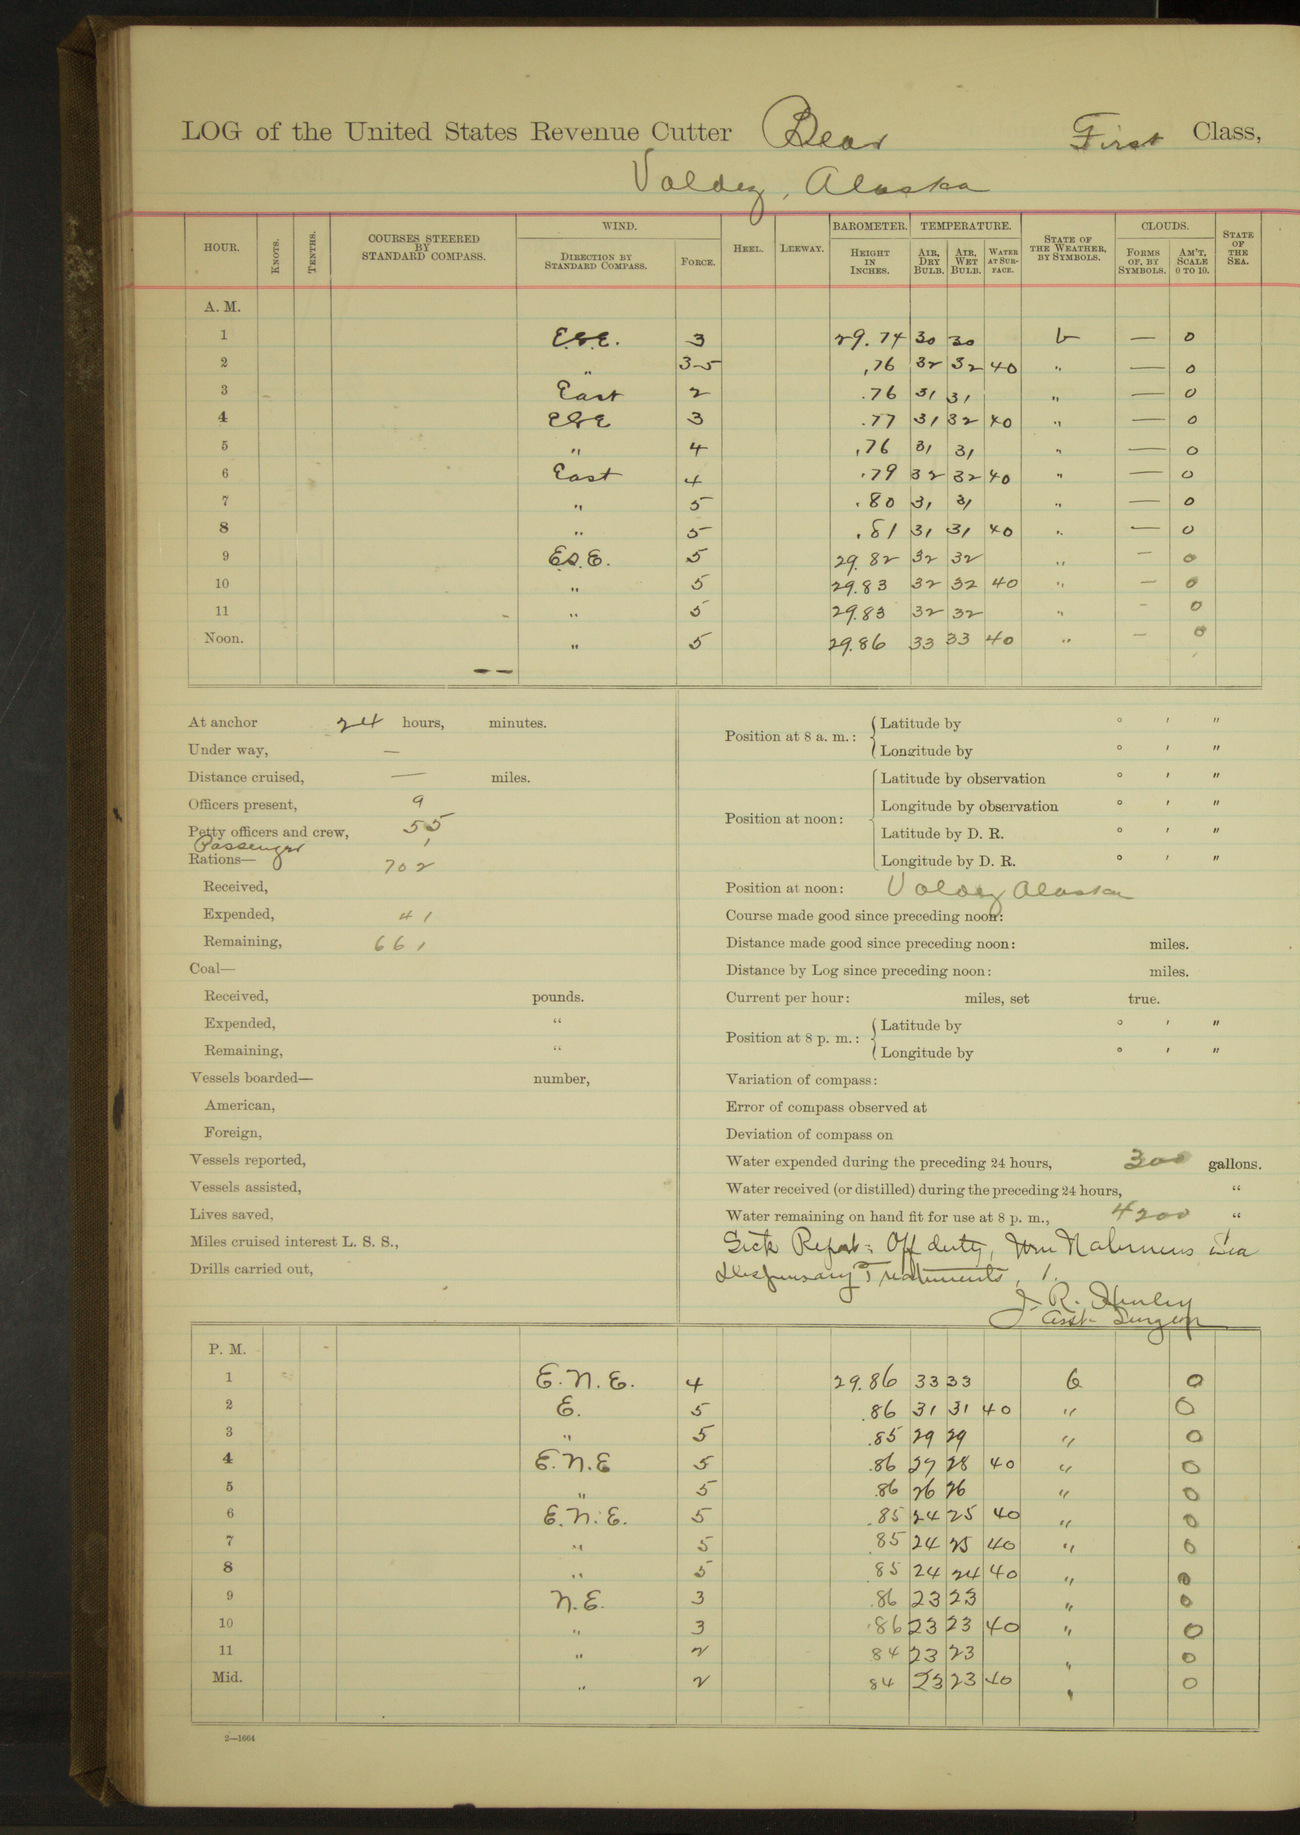 LOG of the United States Revenue Cutter Bear First Class,
Valdez, Alaska
HOUR. KNOTS. TENTHS. COURSES STEERED BY STANDARD COMPASS. WIND. DIRECTION BY STANDARD COMPASS. FORCE. HEEL. LEEWAY. BAROMETER. HEIGHT IN INCHES. TEMPERATURE. AIR, DRY BULB. AIR, WET BULB. WATER AT SURFACE. STATE OF THE WEATHER, BY SYMBOLS. CLOUDS. FORMS OF, BY SYMBOLS. AM'T, SCALE 0 TO 10. STATE OF THE SEA.
A. M.
1 E.S.E. 3 29.74 30 30 b — 0
2 " 3-5 .76 32 32 40 " — 0
3 East 2 .76 31 31 " — 0
4 ESE 3 .77 31 32 40 " — 0
5 " 4 .76 31 31 " — 0
6 East 4 .79 32 32 40 " — 0
7 " 5 .80 31 31 " — 0
8 " 5 .81 31 31 40 " — 0
9 E.S.E. 5 29.82 32 32 " — 0
10 " 5 29.83 32 32 40 " — 0
11 " 5 29.83 32 32 " — 0
Noon. " 5 29.86 33 33 40 " — 0
At anchor 24 hours, minutes.
Under way, —
Distance cruised, — miles.
Officers present, 9
Petty officers and crew, 55
Passenger 1
Rations— 702
Received,
Expended, 41
Remaining, 661
Coal—
Received, pounds.
Expended, "
Remaining, "
Vessels boarded— number,
American,
Foreign,
Vessels reported,
Vessels assisted,
Lives saved,
Miles cruised interest L. S. S.,
Drills carried out,
Position at 8 a. m.: Latitude by ° ′ ″
Longitude by ° ′ ″
Position at noon: Latitude by observation ° ′ ″
Longitude by observation ° ′ ″
Latitude by D. R. ° ′ ″
Longitude by D. R. ° ′ ″
Position at noon: Valdez Alaska
Course made good since preceding noon:
Distance made good since preceding noon: miles.
Distance by Log since preceding noon: miles.
Current per hour: miles, set true.
Position at 8 p. m.: Latitude by ° ′ ″
Longitude by ° ′ ″
Variation of compass:
Error of compass observed at
Deviation of compass on
Water expended during the preceding 24 hours, 300 gallons.
Water received (or distilled) during the preceding 24 hours, "
Water remaining on hand fit for use at 8 p. m., 4200 "
Sick Report: Off duty, Wm Sea
Dispensary Treatments, 1.
J. R. Hurley
Asst. Surgeon
P. M.
1 E.N.E. 4 29.86 33 33 b 0
2 E. 5 .86 31 31 40 " 0
3 " 5 .85 29 29 " 0
4 E.N.E 5 .86 27 28 40 " 0
5 " 5 .86 26 26 " 0
6 E.N.E. 5 .85 24 25 40 " 0
7 " 5 .85 24 25 40 " 0
8 " 5 .85 24 24 40 " 0
9 N.E. 3 .86 23 23 " 0
10 " 3 .86 23 23 40 " 0
11 " 2 84 23 23 " 0
Mid. " 2 84 23 23 40 " 0
2—1664